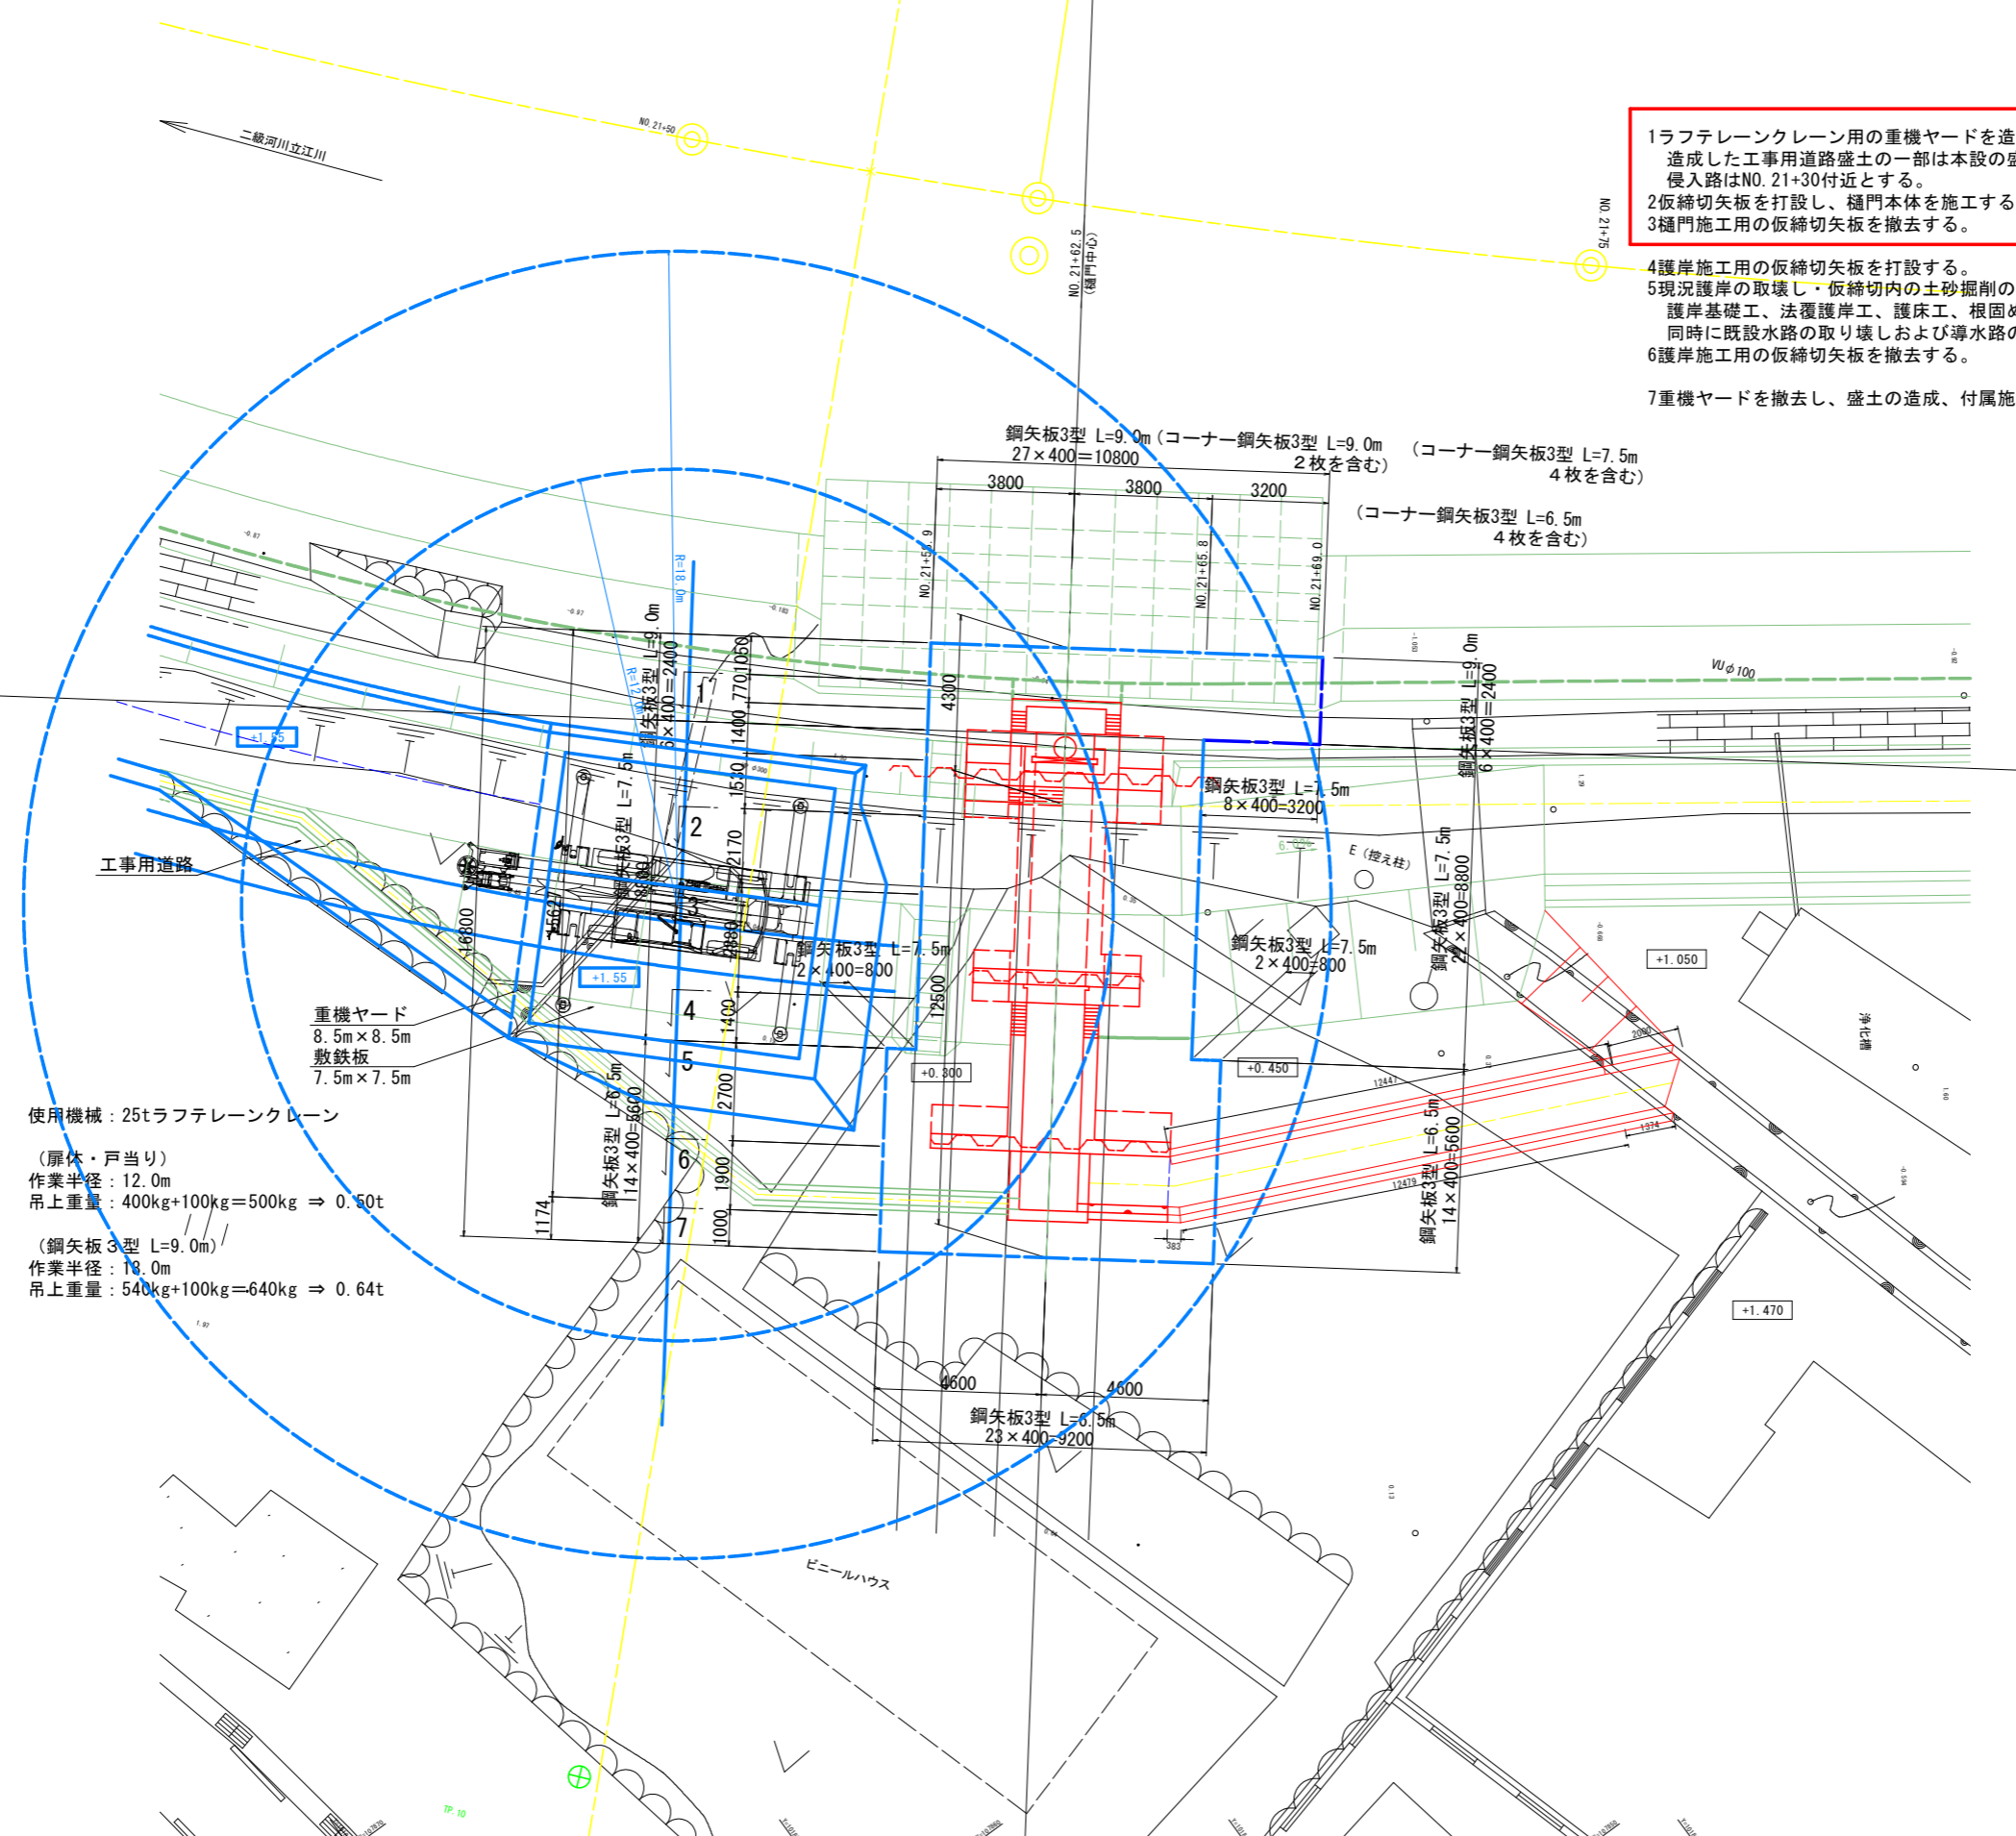 二級河川立江川
NO.21+50
NO.21+62.5
(樋門中心)
NO.21+75
1ラフテレーンクレーン用の重機ヤードを造
造成した工事用道路盛土の一部は本設の盛
侵入路はNO.21+30付近とする。
2仮締切矢板を打設し、樋門本体を施工する
3樋門施工用の仮締切矢板を撤去する。
4護岸施工用の仮締切矢板を打設する。
5現況護岸の取壊し・仮締切内の土砂掘削の
護岸基礎工、法覆護岸工、護床工、根固め
同時に既設水路の取り壊しおよび導水路の
6護岸施工用の仮締切矢板を撤去する。
7重機ヤードを撤去し、盛土の造成、付属施
鋼矢板3型 L=9.0m(コーナー鋼矢板3型 L=9.0m
27×400=10800
2枚を含む)
(コーナー鋼矢板3型 L=7.5m
4枚を含む)
3800
3800
3200
(コーナー鋼矢板3型 L=6.5m
4枚を含む)
NO.21+65.8
NO.21+69.0
R=18.0m
鋼矢板3型 L=9.0m
6×400=2400
1050
770
1400
1530
2170
2880
1400
2700
1900
1000
1
2
3
4
5
6
7
4300
12500
16800
1174
VUφ100
鋼矢板3型 L=9.0m
6×400=2400
鋼矢板3型 L=7.5m
8×400=3200
+1.55
鋼矢板3型 L=7.5m
8800
E(控え柱)
鋼矢板3型 L=7.5m
22×400=8800
工事用道路
鋼矢板3型 L=7.5m
2×400=800
鋼矢板3型 L=7.5m
2×400=800
+1.55
+1.050
浄化槽
重機ヤード
8.5m×8.5m
敷鉄板
7.5m×7.5m
+0.300
+0.450
2000
12441
1374
12479
383
鋼矢板3型 L=6.5m
14×400=5600
鋼矢板3型 L=6.5m
14×400=5600
使用機械：25tラフテレーンクレーン
(扉体・戸当り)
作業半径：12.0m
吊上重量：400kg+100kg=500kg ⇒ 0.50t
(鋼矢板3型 L=9.0m)
作業半径：18.0m
吊上重量：540kg+100kg=640kg ⇒ 0.64t
+1.470
4600
4600
鋼矢板3型 L=6.5m
23×400=9200
ビニールハウス
TP.10